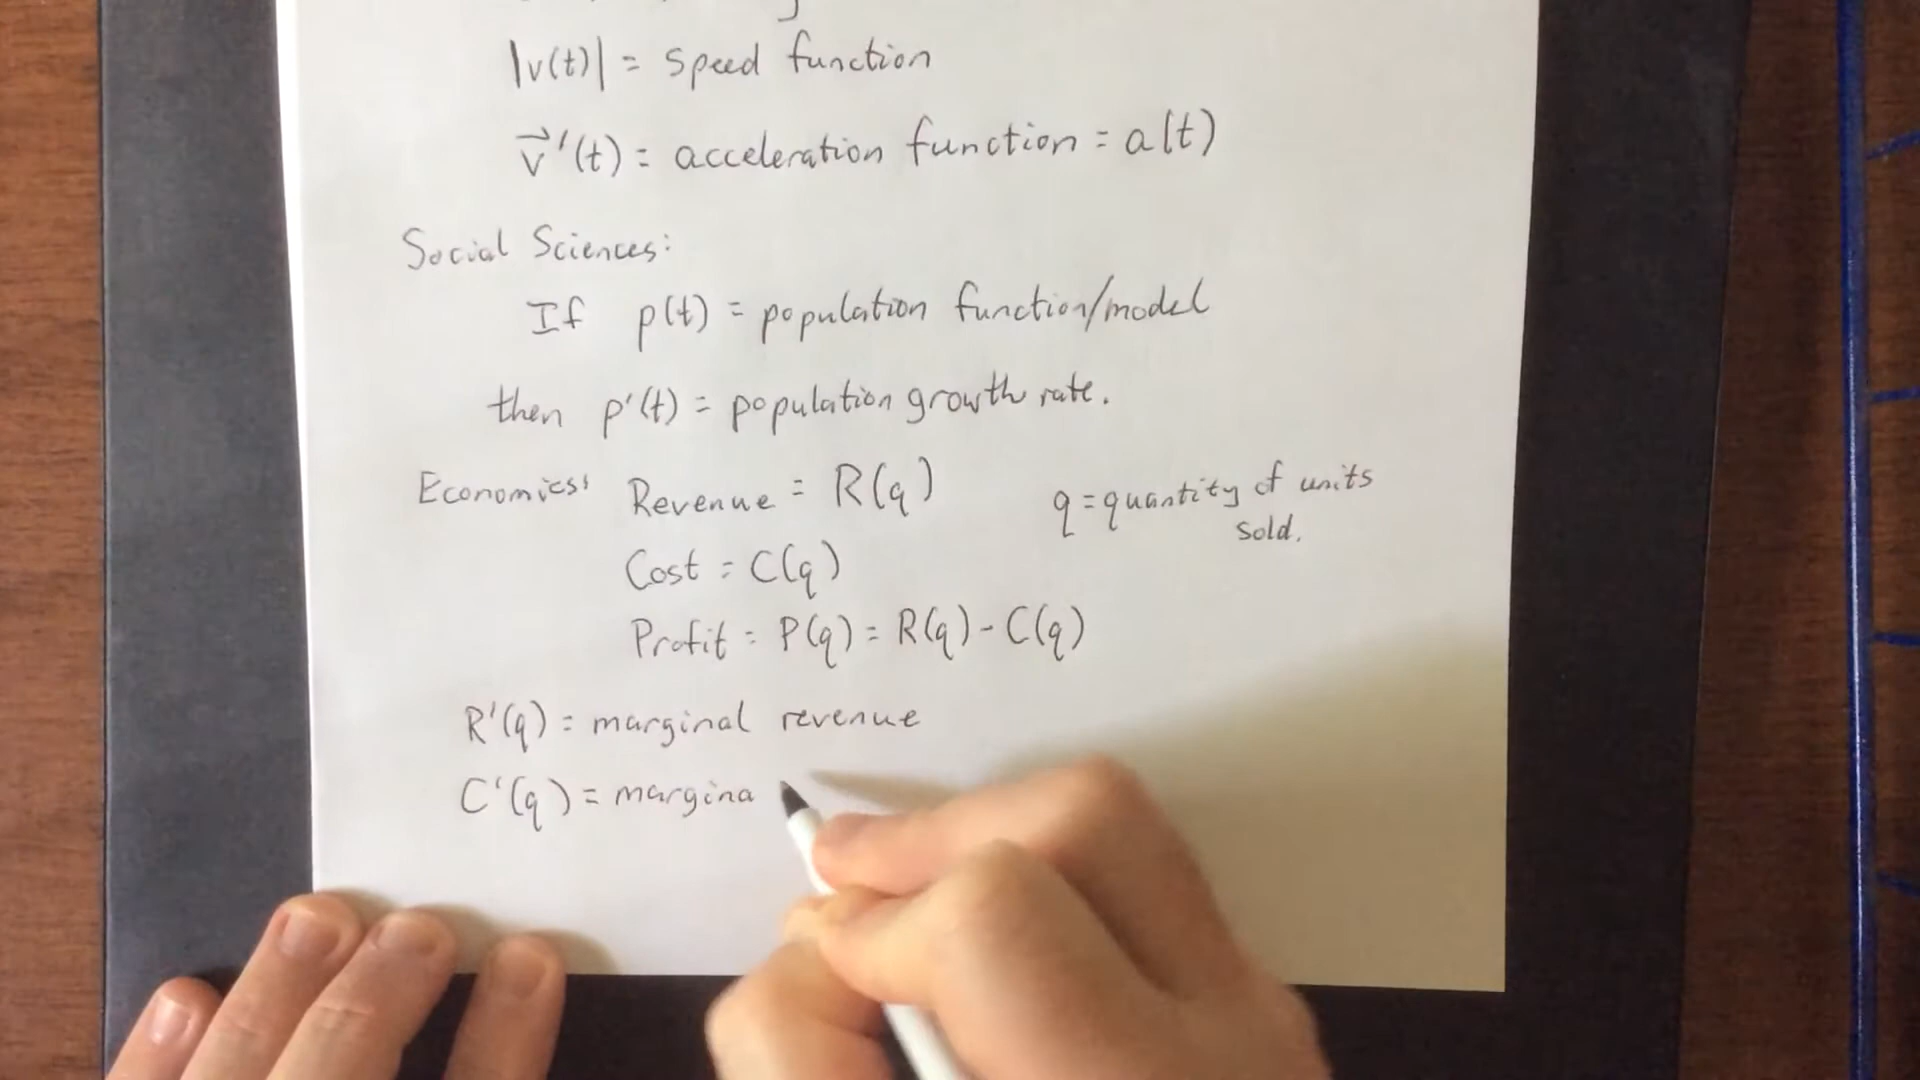 |v(t)| = speed function
v⃗'(t) = acceleration function = a(t)
Social Sciences:
If p(t) = population function/model
then p'(t) = population growth rate.
Economics: Revenue = R(q) q = quantity of units
sold.
Cost = C(q)
Profit = P(q) = R(q) - C(q)
R'(q) = marginal revenue
C'(q) = margina